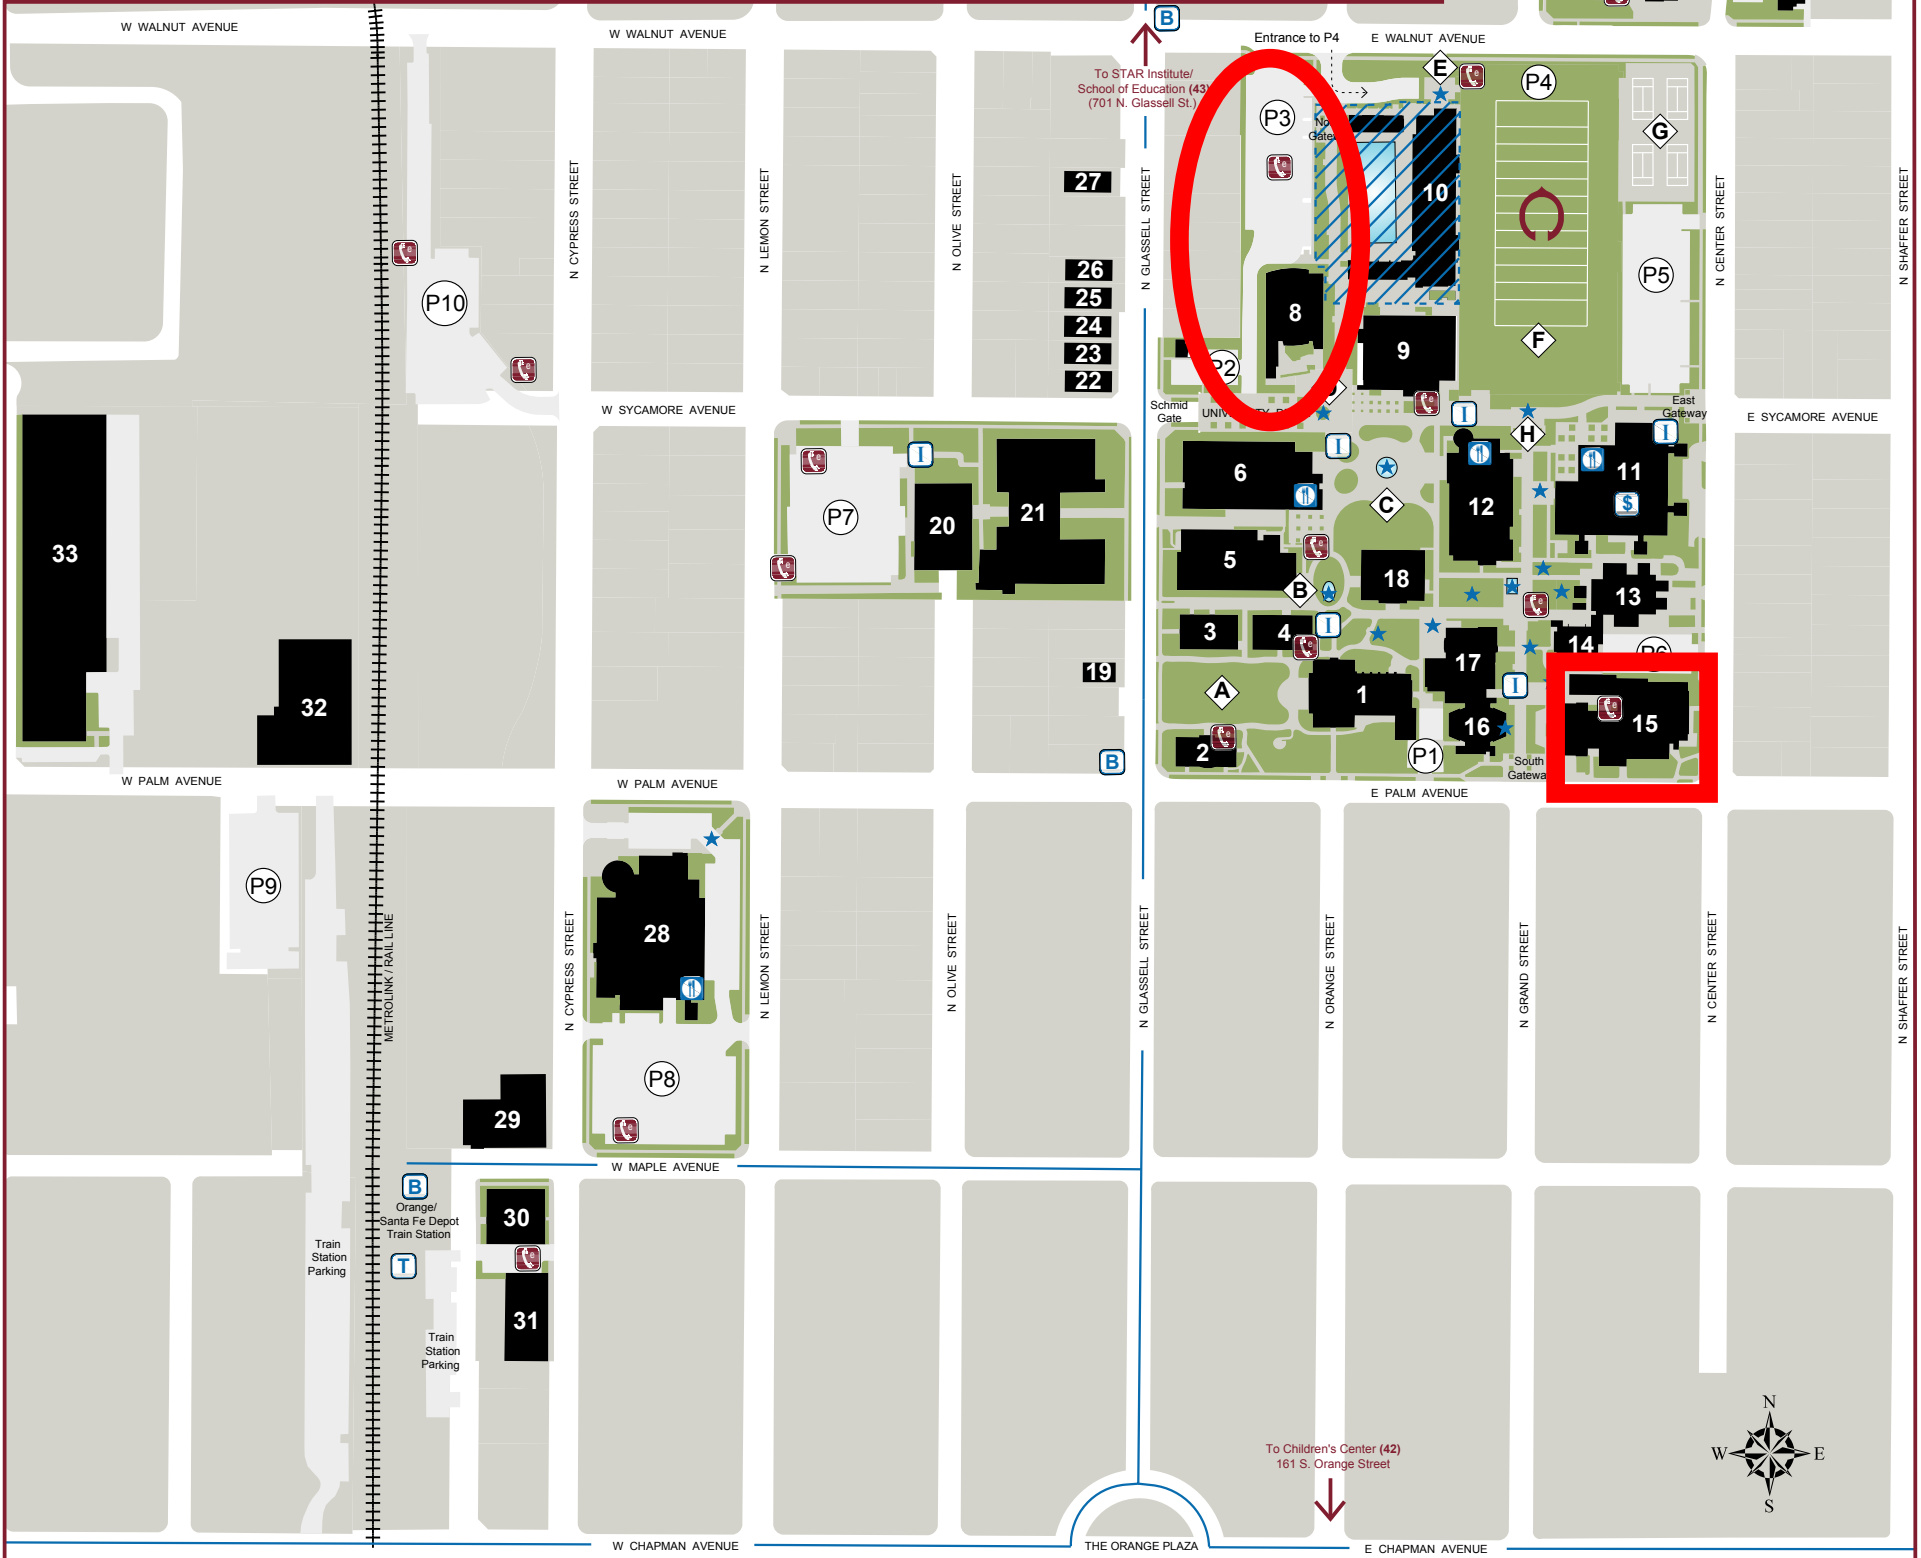 W WALNUT AVENUE
W WALNUT AVENUE
B
Entrance to P4
E WALNUT AVENUE
To STAR Institute/
School of Education (43)
(701 N. Glassell St.)
E
P4
P3
G
27
10
N CYPRESS STREET
N LEMON STREET
N OLIVE STREET
N GLASSELL STREET
N CENTER STREET
N SHAFFER STREET
P10
26
25
24
23
22
8
9
P5
F
P2
W SYCAMORE AVENUE
Schmid
Gate
East
Gateway
E SYCAMORE AVENUE
I
I
I
I
H
P7
20
21
6
C
12
11
$
33
5
B
18
13
3
4
I
14
P6
19
A
17
32
1
I
15
2
16
P1
B
South
W PALM AVENUE
W PALM AVENUE
E PALM AVENUE
P9
28
METROLINK / RAIL LINE
N CYPRESS STREET
N LEMON STREET
N OLIVE STREET
N GLASSELL STREET
N ORANGE STREET
N GRAND STREET
N CENTER STREET
N SHAFFER STREET
P8
29
W MAPLE AVENUE
B
Orange/
Santa Fe Depot
Train Station
30
Train
Station
Parking
T
31
Train
Station
Parking
To Children's Center (42)
161 S. Orange Street
N
W
E
S
W CHAPMAN AVENUE
THE ORANGE PLAZA
E CHAPMAN AVENUE